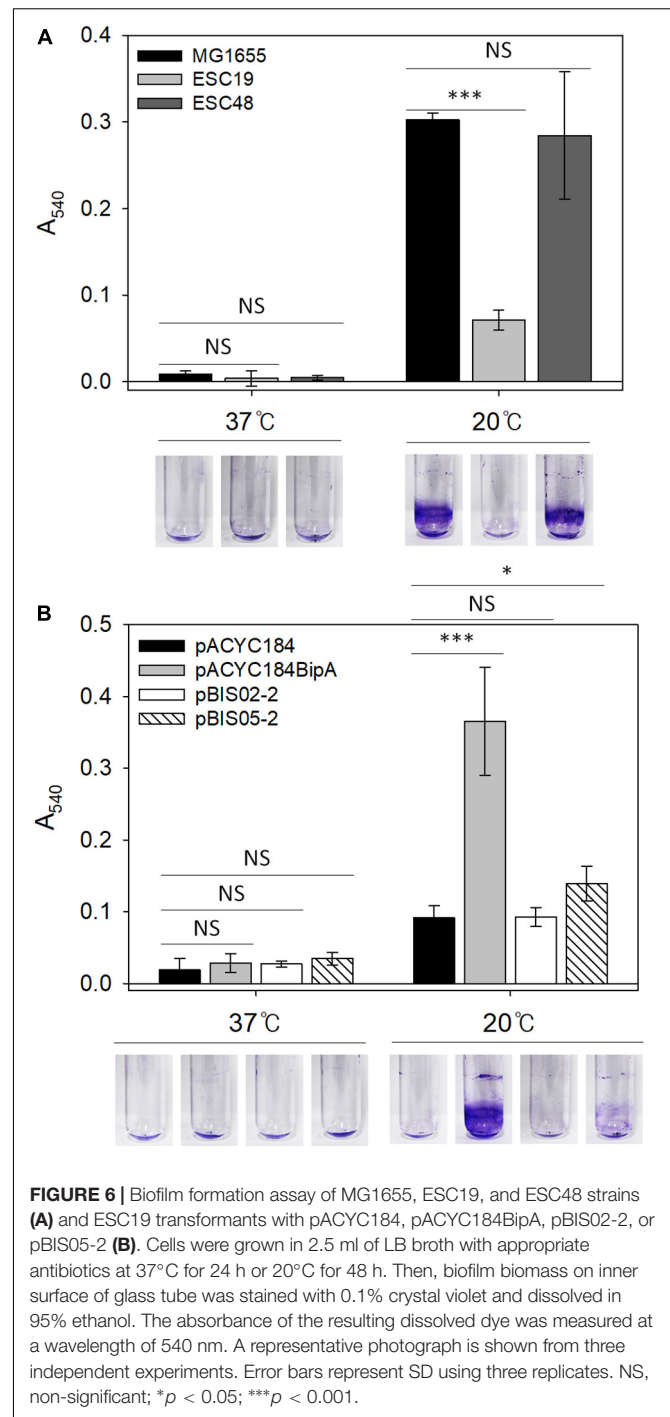 A
0.4
MG1655
ESC19
ESC48
NS
***
0.3
A540
0.2
0.1
NS
NS
0.0
37℃ 20℃
*
B
0.5
NS
pACYC184
pACYC184BipA
pBIS02-2
pBIS05-2
***
0.4
0.3
A540
0.2
NS
NS
0.1
NS
0.0
37℃ 20℃
FIGURE 6 | Biofilm formation assay of MG1655, ESC19, and ESC48 strains
(A) and ESC19 transformants with pACYC184, pACYC184BipA, pBIS02-2, or
pBIS05-2 (B). Cells were grown in 2.5 ml of LB broth with appropriate
antibiotics at 37°C for 24 h or 20°C for 48 h. Then, biofilm biomass on inner
surface of glass tube was stained with 0.1% crystal violet and dissolved in
95% ethanol. The absorbance of the resulting dissolved dye was measured at
a wavelength of 540 nm. A representative photograph is shown from three
independent experiments. Error bars represent SD using three replicates. NS,
non-significant; *p < 0.05; ***p < 0.001.